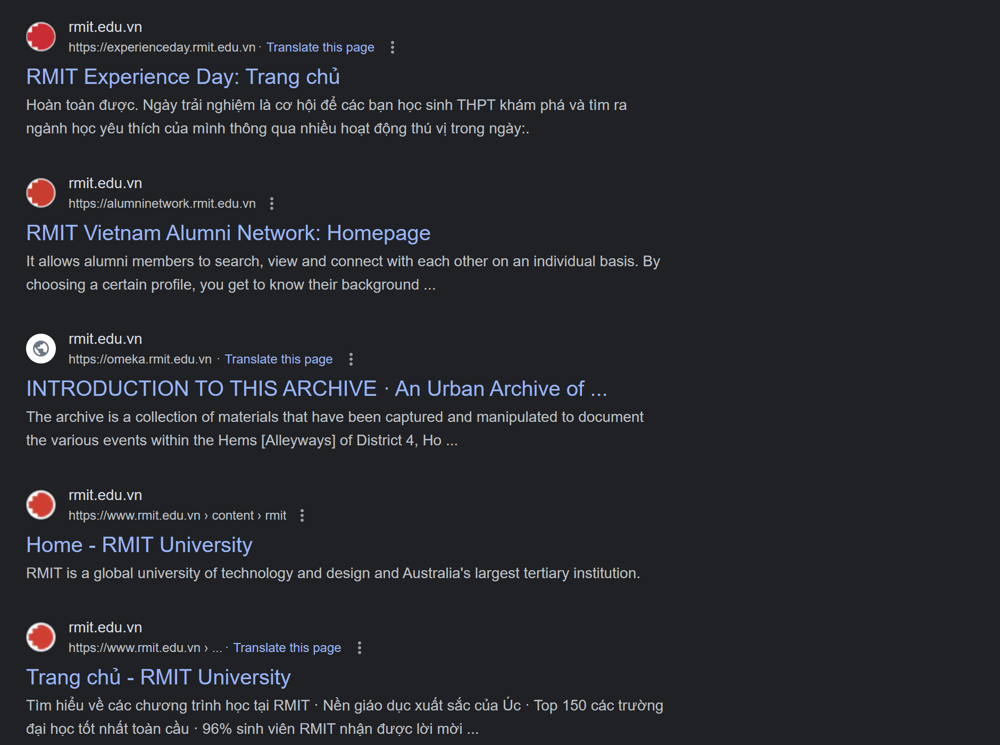 rmit.edu.vn
https://experienceday.rmit.edu.vn · Translate this page
RMIT Experience Day: Trang chủ
Hoàn toàn được. Ngày trải nghiệm là cơ hội để các bạn học sinh THPT khám phá và tìm ra
ngành học yêu thích của mình thông qua nhiều hoạt động thú vị trong ngày:.
rmit.edu.vn
https://alumninetwork.rmit.edu.vn
RMIT Vietnam Alumni Network: Homepage
It allows alumni members to search, view and connect with each other on an individual basis. By
choosing a certain profile, you get to know their background ...
rmit.edu.vn
https://omeka.rmit.edu.vn · Translate this page
INTRODUCTION TO THIS ARCHIVE · An Urban Archive of ...
The archive is a collection of materials that have been captured and manipulated to document
the various events within the Hems [Alleyways] of District 4, Ho ...
rmit.edu.vn
https://www.rmit.edu.vn › content › rmit
Home - RMIT University
RMIT is a global university of technology and design and Australia's largest tertiary institution.
rmit.edu.vn
https://www.rmit.edu.vn › ... · Translate this page
Trang chủ - RMIT University
Tìm hiểu về các chương trình học tại RMIT · Nền giáo dục xuất sắc của Úc · Top 150 các trường
đại học tốt nhất toàn cầu · 96% sinh viên RMIT nhận được lời mời ...